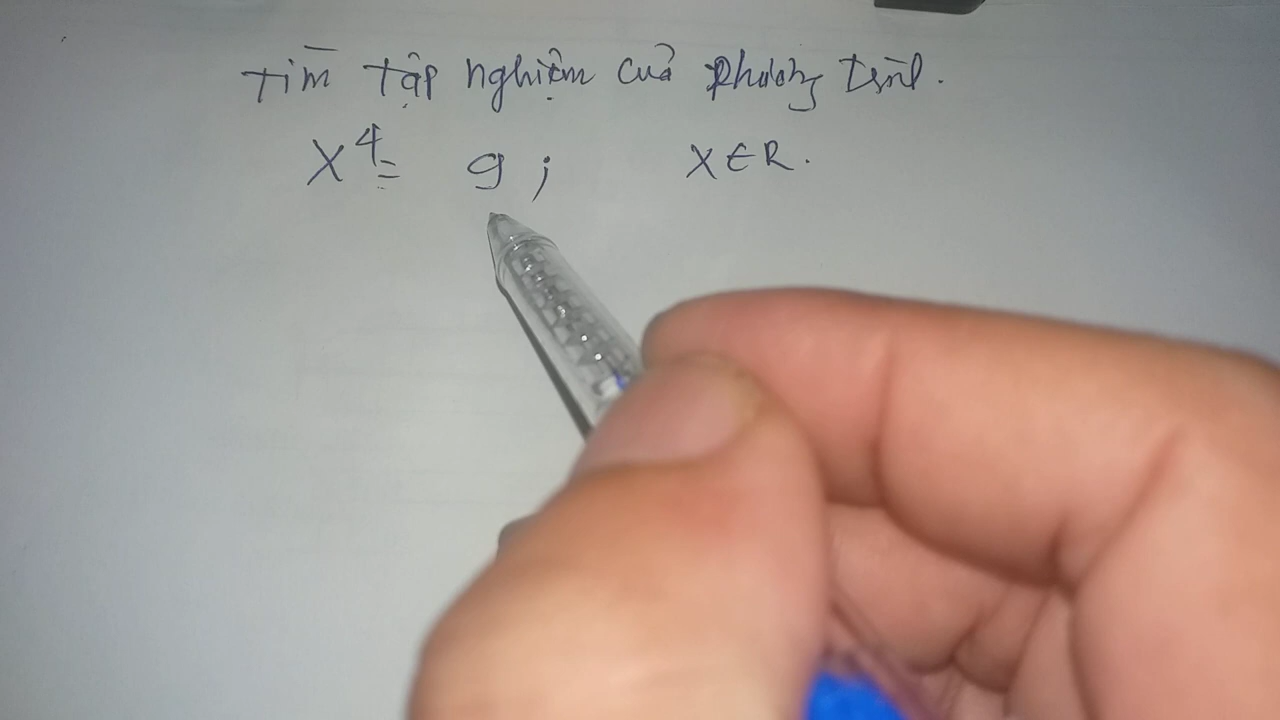 Tìm tập nghiệm của phương trình.
X⁴ = 9 ; X ∈ R.